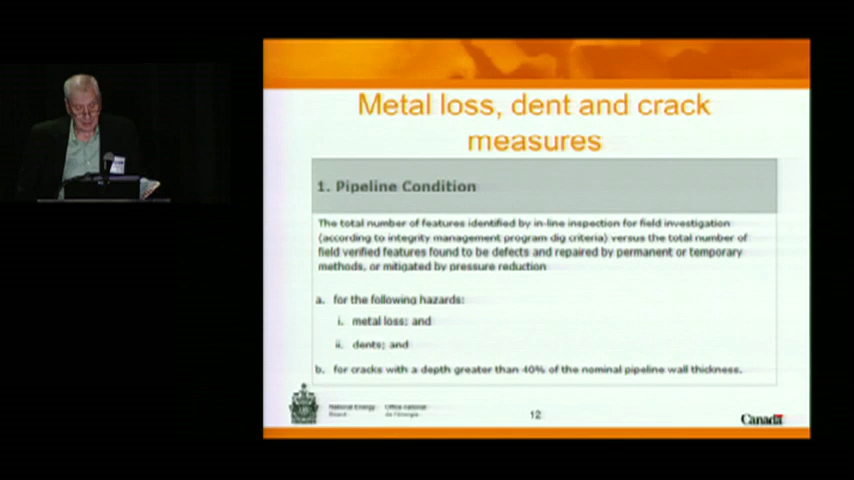 Metal loss, dent and crack
measures
1. Pipeline Condition
The total number of features identified by in-line inspection for field investigation
(according to integrity management program dig criteria) versus the total number of
field verified features found to be defects and repaired by permanent or temporary
methods, or mitigated by pressure reduction
a. for the following hazards:
i. metal loss; and
ii. dents; and
b. for cracks with a depth greater than 40% of the nominal pipeline wall thickness.
National Energy Office national
Board de l'énergie
12
Canada